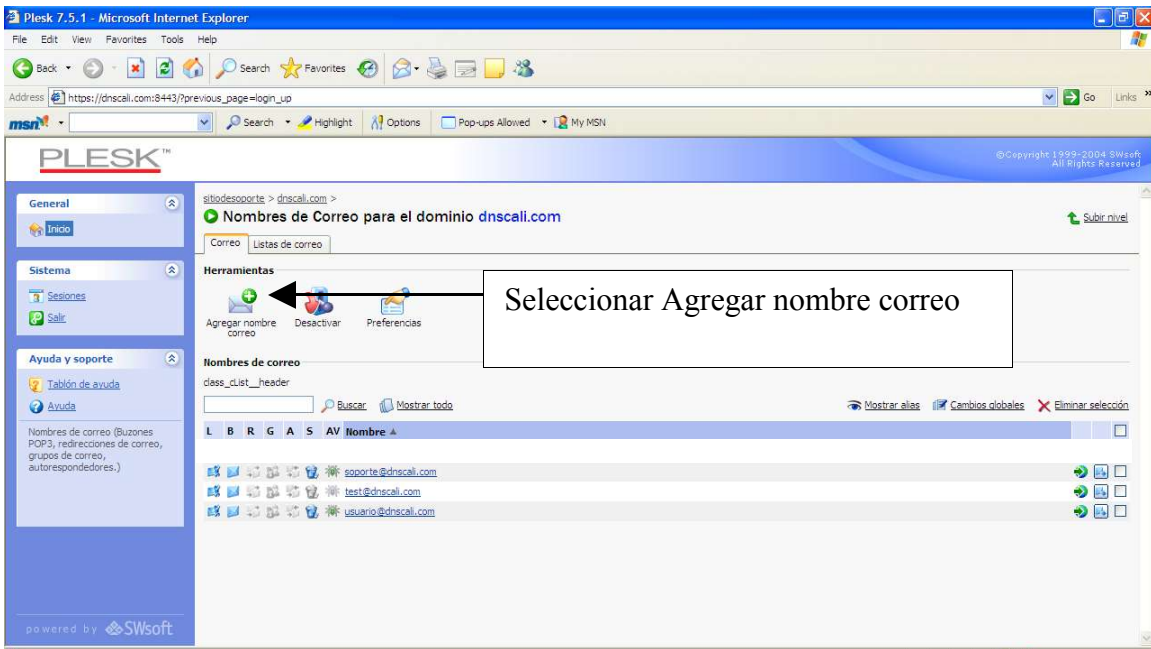 Plesk 7.5.1 - Microsoft Internet Explorer
File Edit View Favorites Tools Help
Back Search Favorites
Address https://dnscali.com:8443/?previous_page=login_up Go Links »
msn Search Highlight Options Pop-ups Allowed My MSN
PLESK™
©Copyright 1999-2004 SWsoft
All Rights Reserved
General
Inicio
Sistema
Sesiones
Salir
Ayuda y soporte
Tablón de ayuda
Ayuda
Nombres de correo (Buzones
POP3, redirecciones de correo,
grupos de correo,
autorespondedores.)
powered by SWsoft
sitiodesoporte > dnscali.com >
Nombres de Correo para el dominio dnscali.com
Subir nivel
Correo Listas de correo
Herramientas
Agregar nombre
correo
Desactivar
Preferencias
Seleccionar Agregar nombre correo
Nombres de correo
class_cList__header
Buscar Mostrar todo Mostrar alias Cambios globales Eliminar selección
L B R G A S AV Nombre
soporte@dnscali.com
test@dnscali.com
usuario@dnscali.com